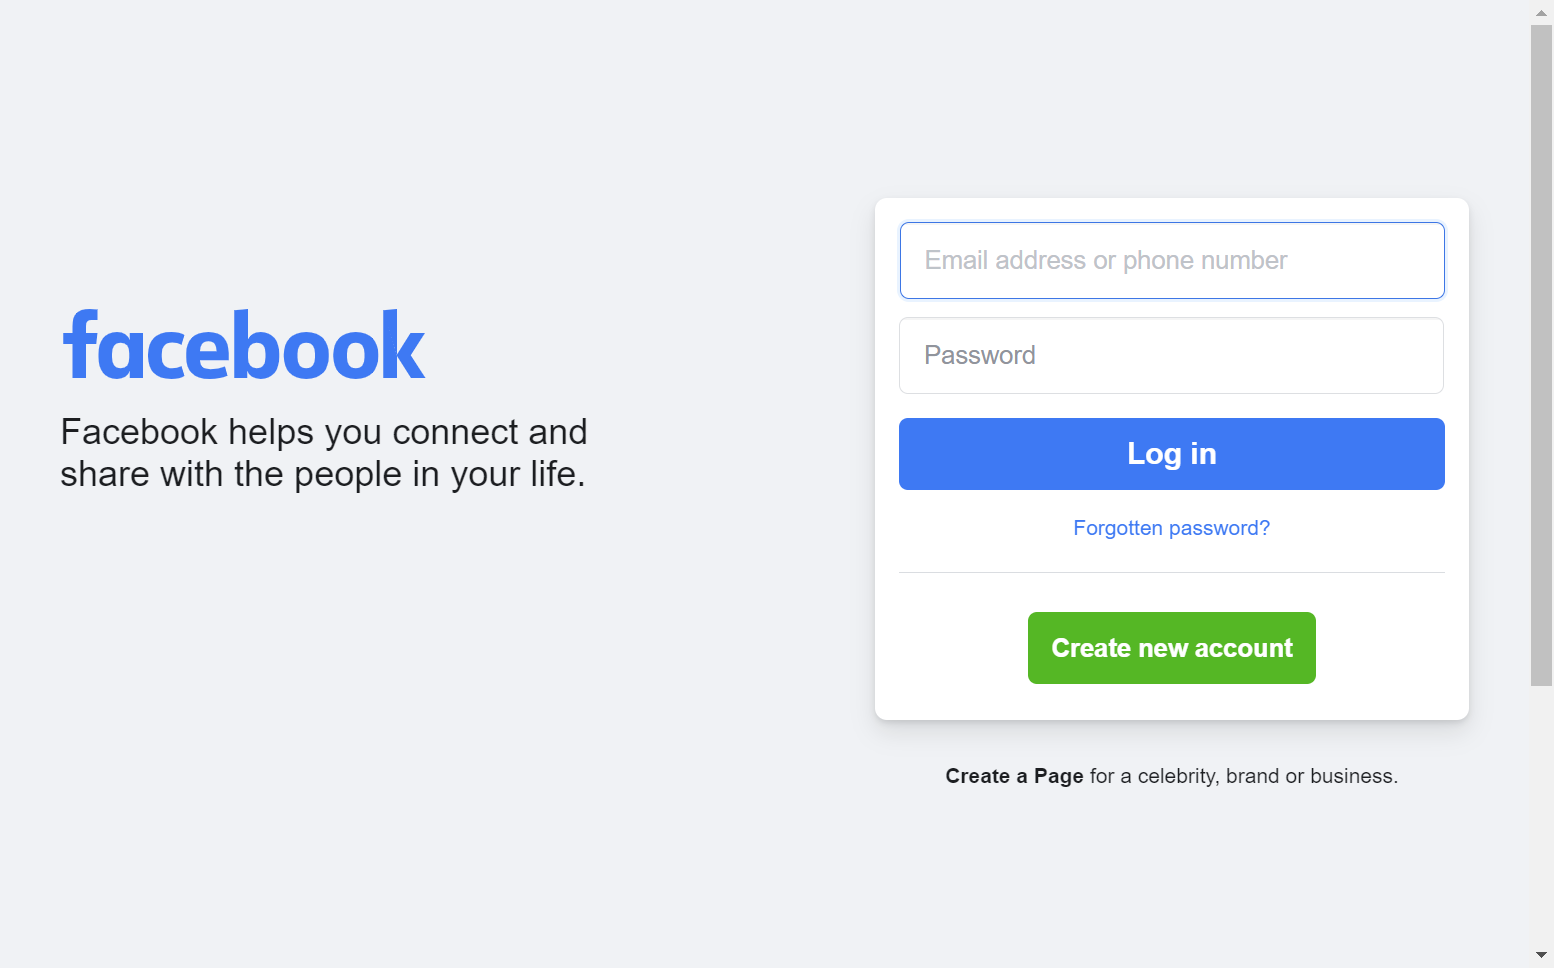 facebook
Facebook helps you connect and
share with the people in your life.
Email address or phone number
Password
Log in
Forgotten password?
Create new account
Create a Page for a celebrity, brand or business.